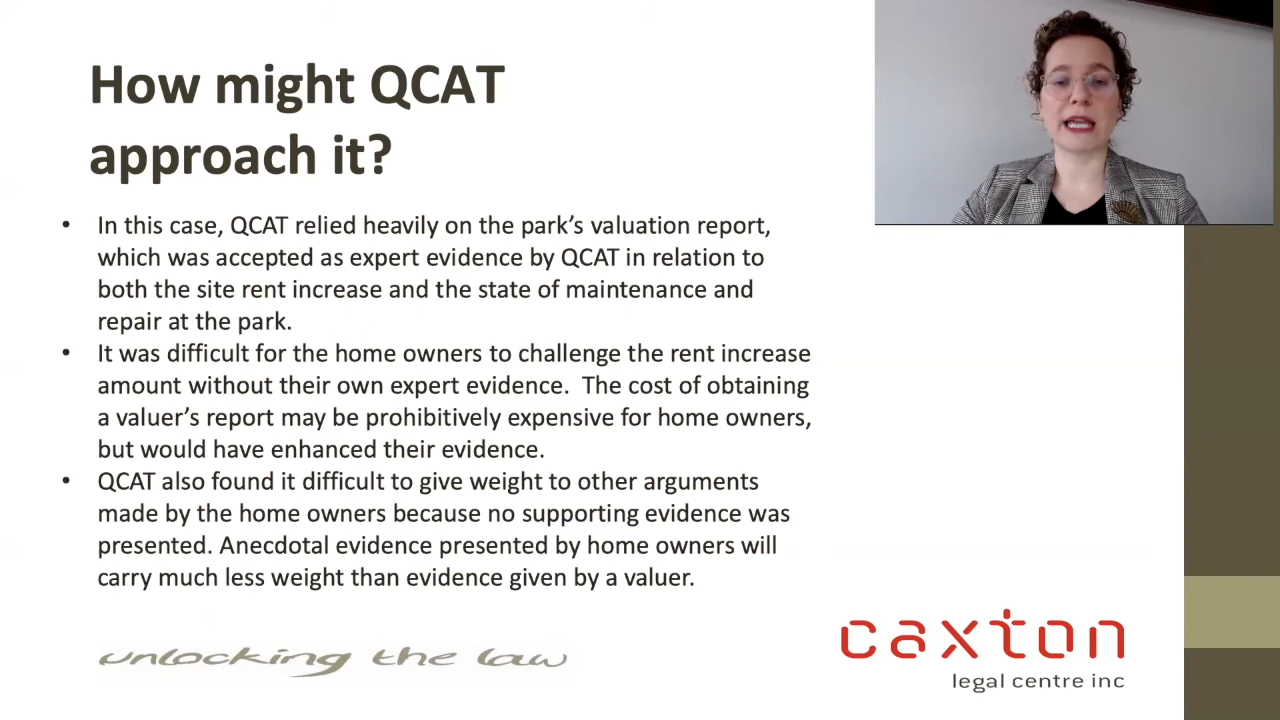 How might QCAT
approach it?
• In this case, QCAT relied heavily on the park’s valuation report,
which was accepted as expert evidence by QCAT in relation to
both the site rent increase and the state of maintenance and
repair at the park.
• It was difficult for the home owners to challenge the rent increase
amount without their own expert evidence.  The cost of obtaining
a valuer’s report may be prohibitively expensive for home owners,
but would have enhanced their evidence.
• QCAT also found it difficult to give weight to other arguments
made by the home owners because no supporting evidence was
presented. Anecdotal evidence presented by home owners will
carry much less weight than evidence given by a valuer.
unlocking the law
caxton
legal centre inc